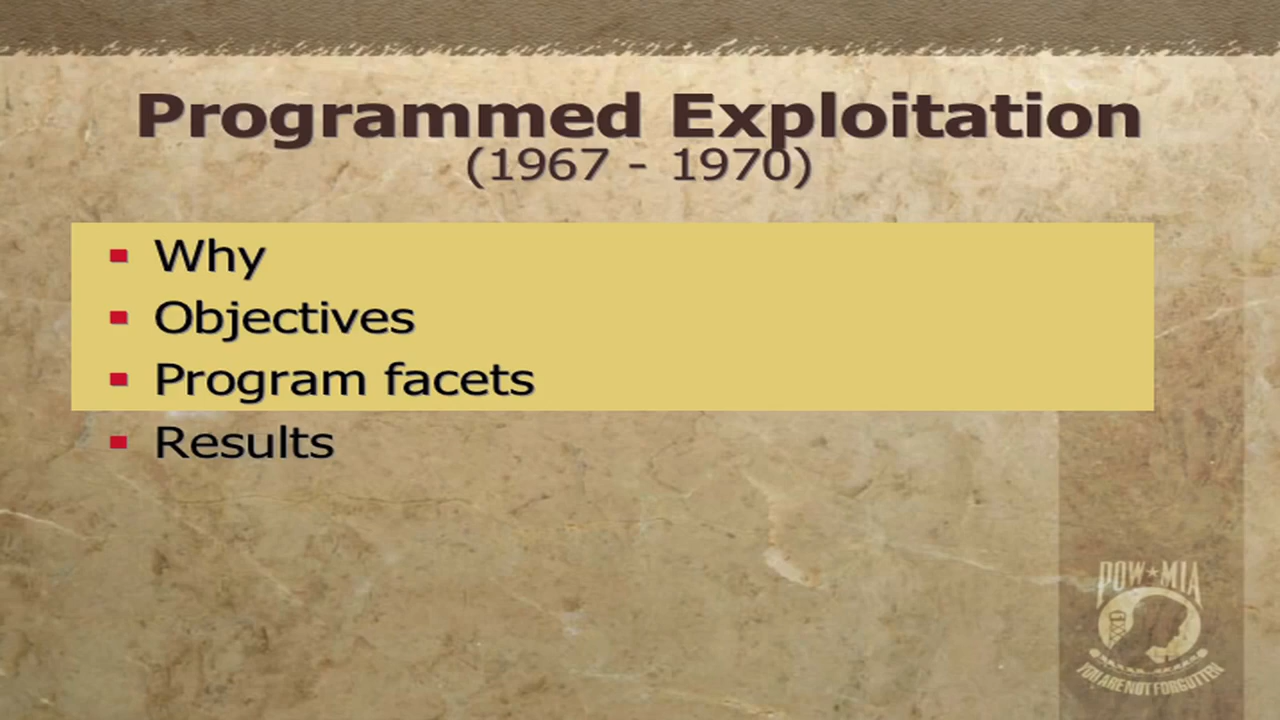 Programmed Exploitation
(1967 - 1970)
▪ Why
▪ Objectives
▪ Program facets
▪ Results
POW★MIA
YOU ARE NOT FORGOTTEN